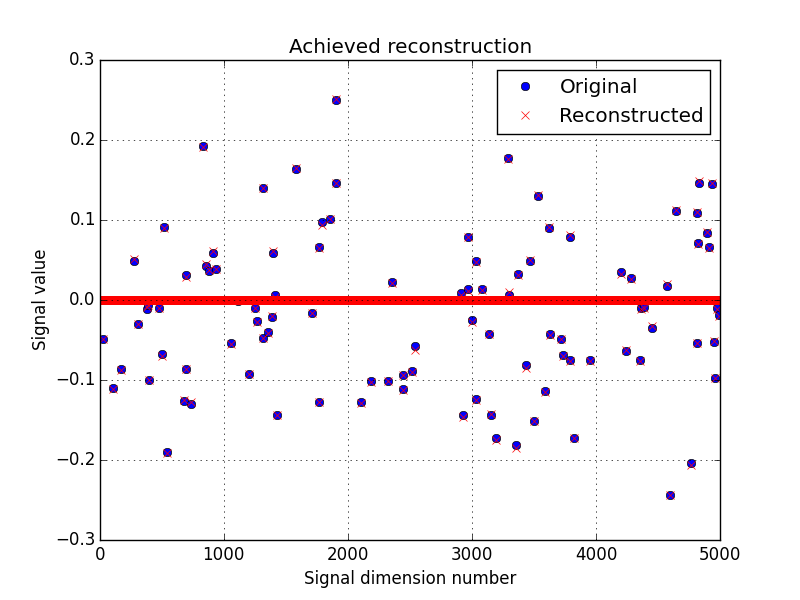 Achieved reconstruction
Original
Reconstructed
0.3
0.2
0.1
0.0
−0.1
−0.2
−0.3
Signal value
0 1000 2000 3000 4000 5000
Signal dimension number